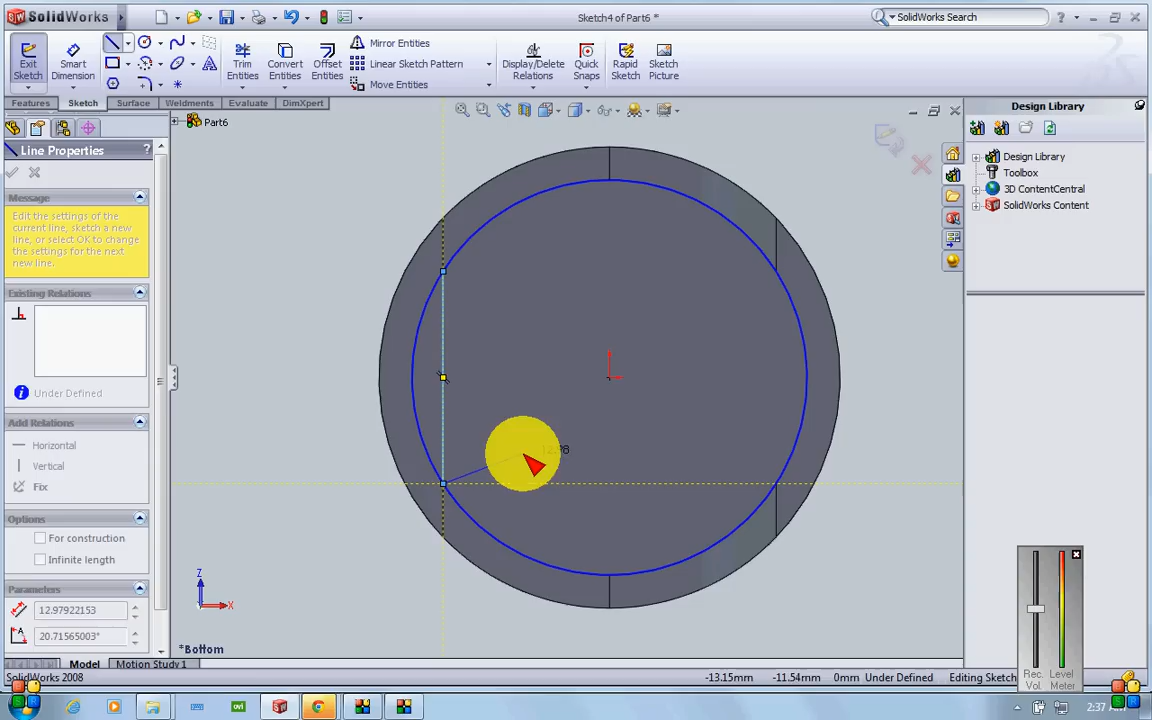 SolidWorks
Sketch4 of Part6 *
SolidWorks Search
?
Exit Sketch
Smart Dimension
Trim Entities
Convert Entities
Offset Entities
Mirror Entities
Linear Sketch Pattern
Move Entities
Display/Delete Relations
Quick Snaps
Rapid Sketch
Sketch Picture
Features
Sketch
Surface
Weldments
Evaluate
DimXpert
Part6
Design Library
Line Properties
?
Message
Edit the settings of the
current line, sketch a new
line, or select OK to change
the settings for the next
new line.
Existing Relations
Under Defined
Add Relations
Horizontal
Vertical
Fix
Options
For construction
Infinite length
Parameters
12.97922153
20.71565003°
Design Library
Toolbox
3D ContentCentral
SolidWorks Content
Z
X
*Bottom
Model
Motion Study 1
SolidWorks 2008
-13.15mm
-11.54mm
0mm
Under Defined
Editing Sketch
Rec. Vol.
Level Meter
ovi